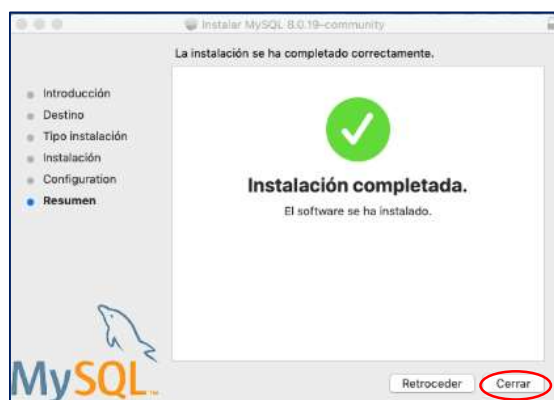 Instalar MySQL 8.0.19-community
La instalación se ha completado correctamente.
Introducción
Destino
Tipo instalación
Instalación
Configuration
Resumen
Instalación completada.
El software se ha instalado.
MySQL
Retroceder
Cerrar